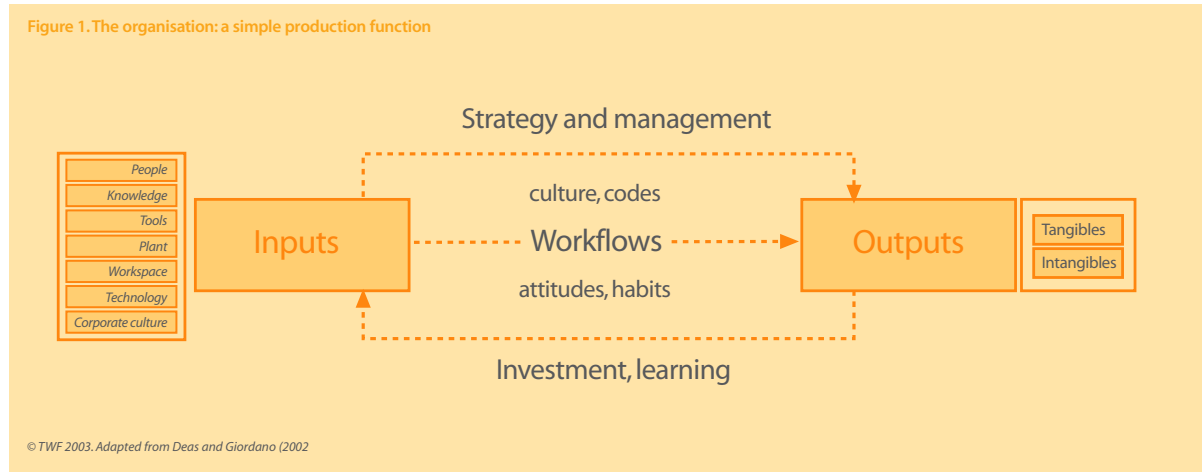 Figure 1. The organisation: a simple production function
Strategy and management
People
Knowledge
Tools
Plant
Workspace
Technology
Corporate culture
Inputs
culture, codes
Workflows
attitudes, habits
Outputs
Tangibles
Intangibles
Investment, learning
© TWF 2003. Adapted from Deas and Giordano (2002